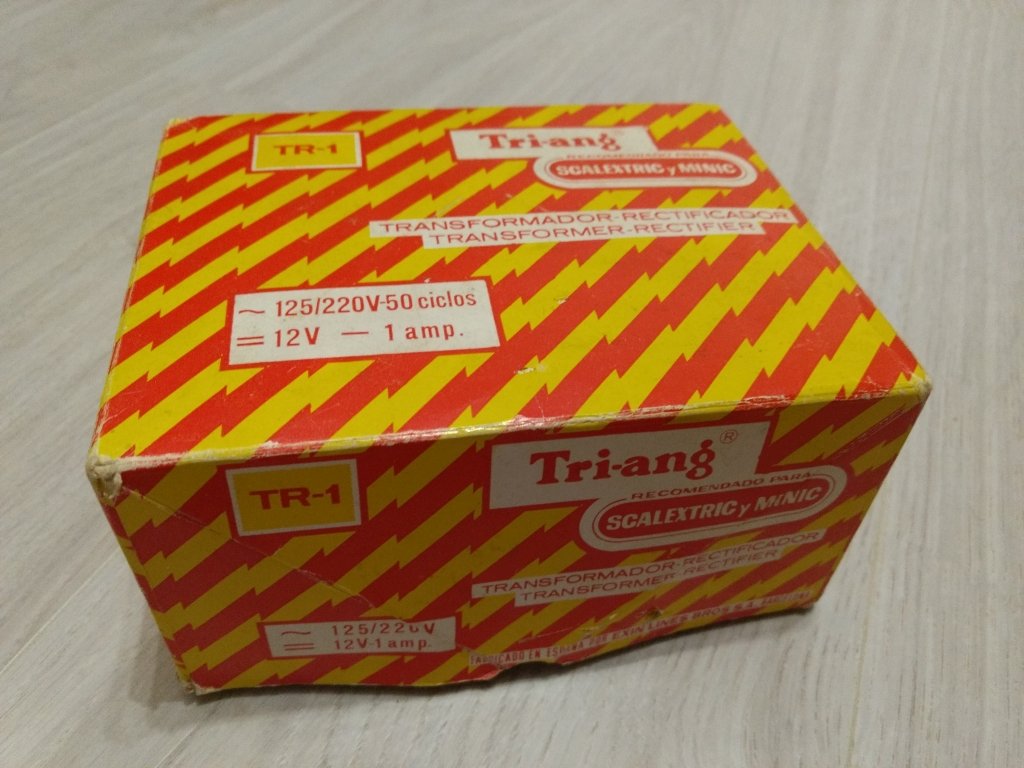 TR-1
Tri-ang®
RECOMENDADO PARA
SCALEXTRIC y MINIC
TRANSFORMADOR-RECTIFICADOR
TRANSFORMER-RECTIFIER
~ 125/220V-50 ciclos
= 12V — 1 amp.
TR-1
Tri-ang®
RECOMENDADO PARA
SCALEXTRIC y MINIC
TRANSFORMADOR-RECTIFICADOR
TRANSFORMER-RECTIFIER
~ 125/220V
= 12V-1 amp.
FABRICADO EN ESPAÑA POR EXIN LINES BROS S.A. BARCELONA